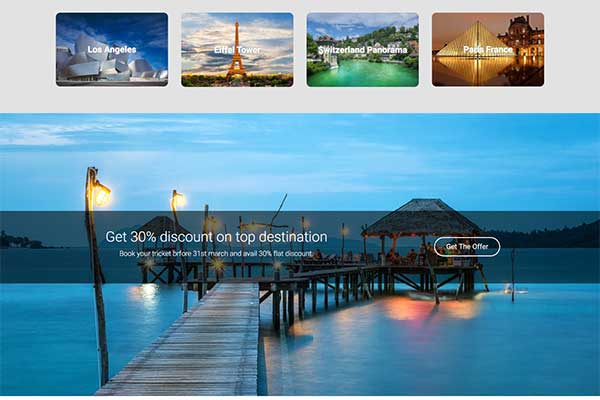 Los Angeles
Eiffel Tower
Switzerland Panorama
Paris France
Get 30% discount on top destination
Book your tricket brfore 31st march and avail 30% flat discount.
Get The Offer